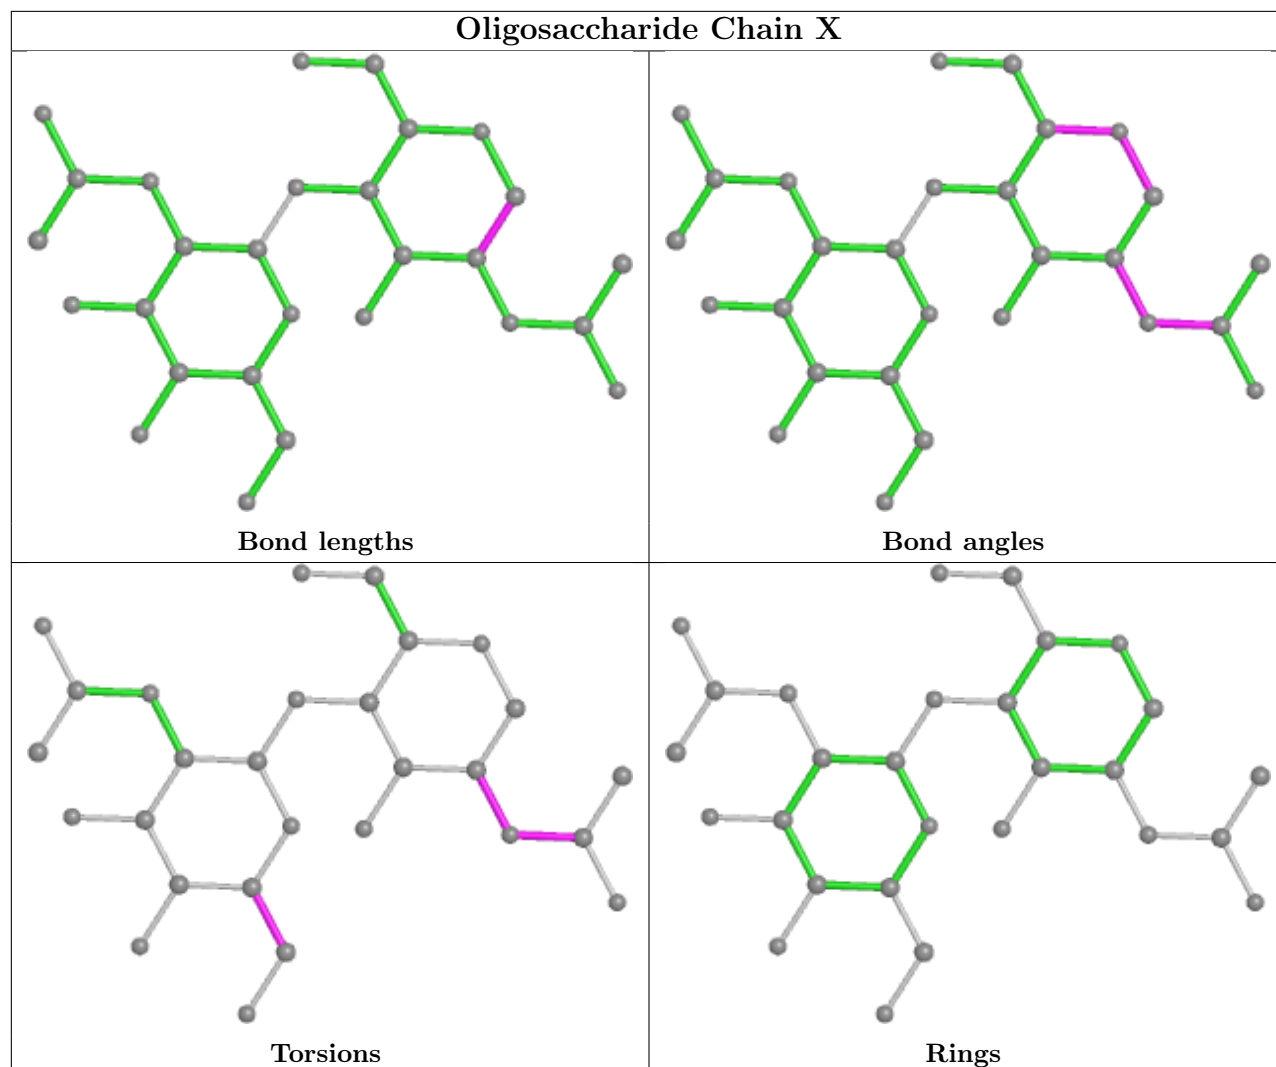 Oligosaccharide Chain X
Bond lengths
Bond angles
Torsions
Rings